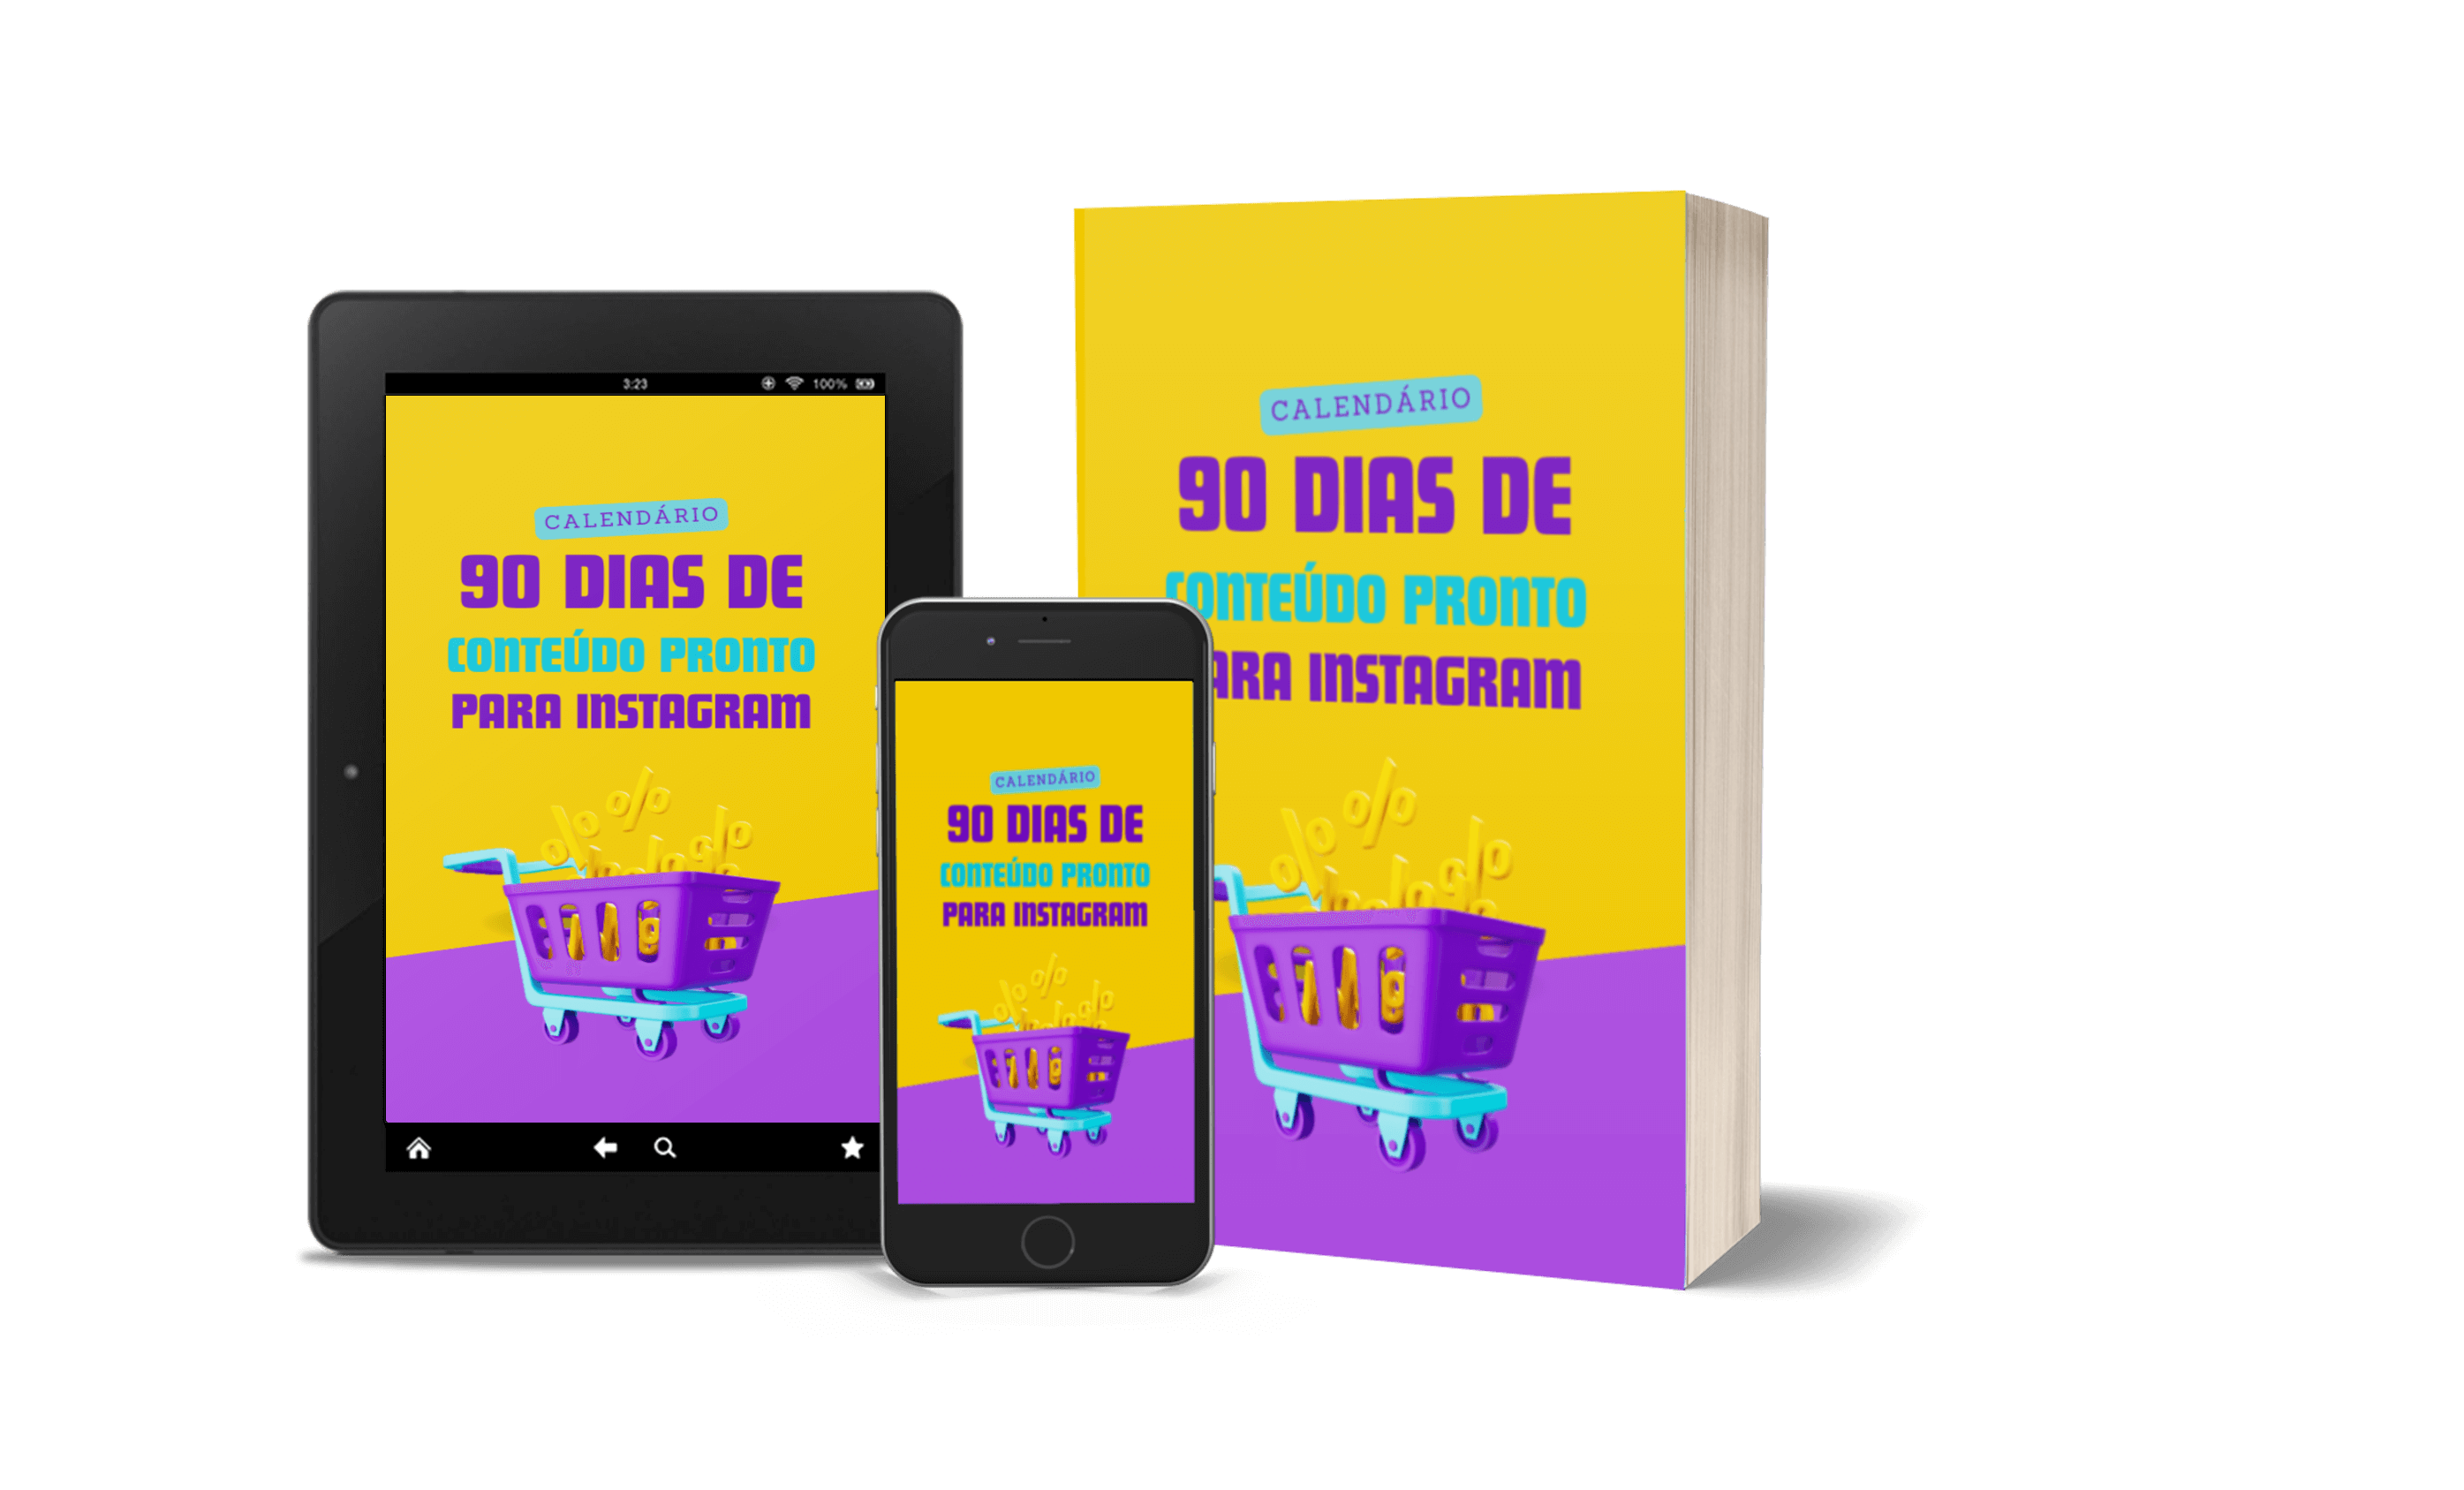 3:23 100%
CALENDÁRIO
90 DIAS DE
CONTEÚDO PRONTO
PARA INSTAGRAM
CALENDÁRIO
90 DIAS DE
CONTEÚDO PRONTO
PARA INSTAGRAM
CALENDÁRIO
90 DIAS DE
CONTEÚDO PRONTO
ARA INSTAGRAM
% % %
% % %
% % %